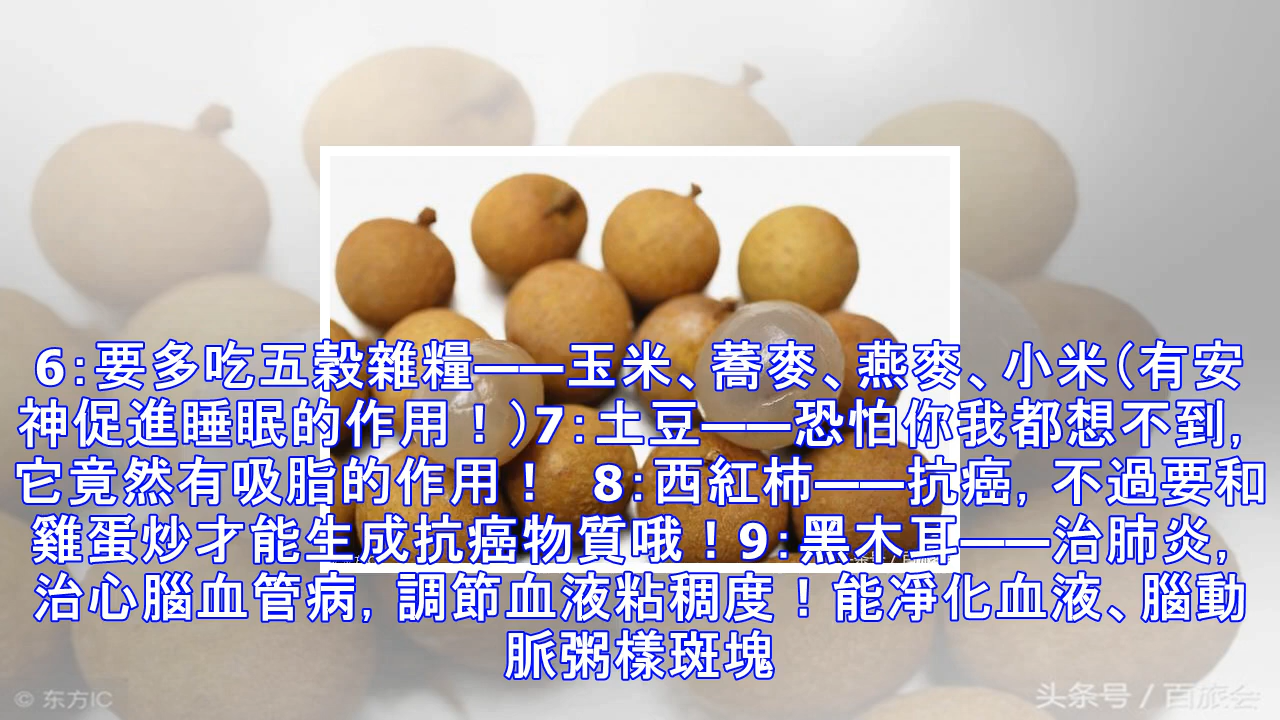 6:要多吃五穀雜糧——玉米、蕎麥、燕麥、小米(有安
神促進睡眠的作用！)7:土豆——恐怕你我都想不到,
它竟然有吸脂的作用！ 8:西紅柿——抗癌, 不過要和
雞蛋炒才能生成抗癌物質哦！9:黑木耳——治肺炎,
治心腦血管病, 調節血液粘稠度！能凈化血液、腦動
脈粥樣斑塊
© 东方IC
头条号 / 百旅会